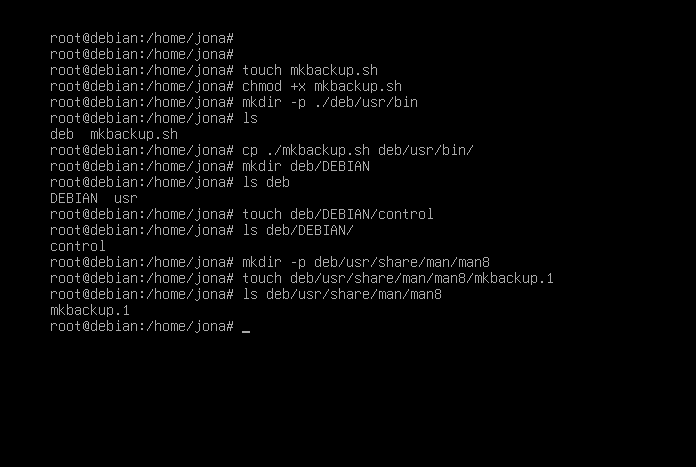 root@debian:/home/jona#
root@debian:/home/jona#
root@debian:/home/jona# touch mkbackup.sh
root@debian:/home/jona# chmod +x mkbackup.sh
root@debian:/home/jona# mkdir -p ./deb/usr/bin
root@debian:/home/jona# ls
deb  mkbackup.sh
root@debian:/home/jona# cp ./mkbackup.sh deb/usr/bin/
root@debian:/home/jona# mkdir deb/DEBIAN
root@debian:/home/jona# ls deb
DEBIAN  usr
root@debian:/home/jona# touch deb/DEBIAN/control
root@debian:/home/jona# ls deb/DEBIAN/
control
root@debian:/home/jona# mkdir -p deb/usr/share/man/man8
root@debian:/home/jona# touch deb/usr/share/man/man8/mkbackup.1
root@debian:/home/jona# ls deb/usr/share/man/man8
mkbackup.1
root@debian:/home/jona# _